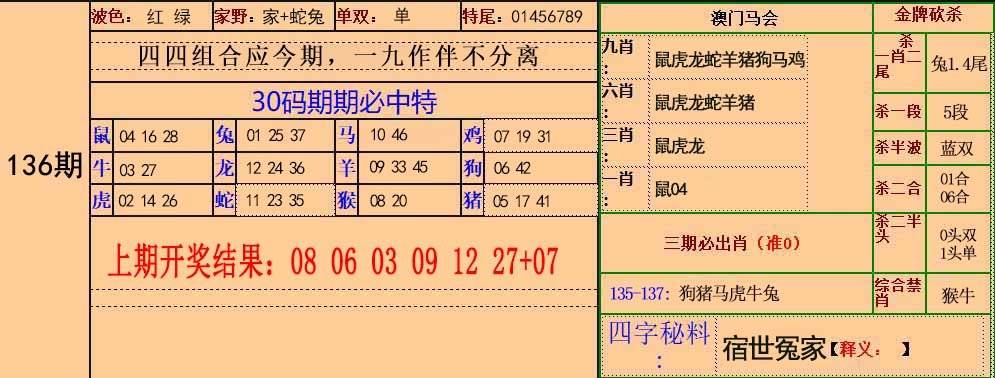 136期
波色: 红 绿 家野: 家+蛇兔 单双: 单 特尾: 01456789
四四组合应今期，一九作伴不分离
30码期期必中特
鼠 04 16 28 兔 01 25 37 马 10 46 鸡 07 19 31
牛 03 27 龙 12 24 36 羊 09 33 45 狗 06 42
虎 02 14 26 蛇 11 23 35 猴 08 20 猪 05 17 41
上期开奖结果: 08 06 03 09 12 27+07
澳门马会
九肖: 鼠虎龙蛇羊猪狗马鸡
六肖: 鼠虎龙蛇羊猪
三肖: 鼠虎龙
一肖: 鼠04
三期必出肖（准0）
135-137: 狗猪马虎牛兔
四字秘料: 宿世冤家【释义: 】
金牌砍杀
杀一肖二尾 兔1.4尾
杀一段 5段
杀半波 蓝双
杀二合 01合
06合
杀二半头 0头双
1头单
综合禁肖 猴牛